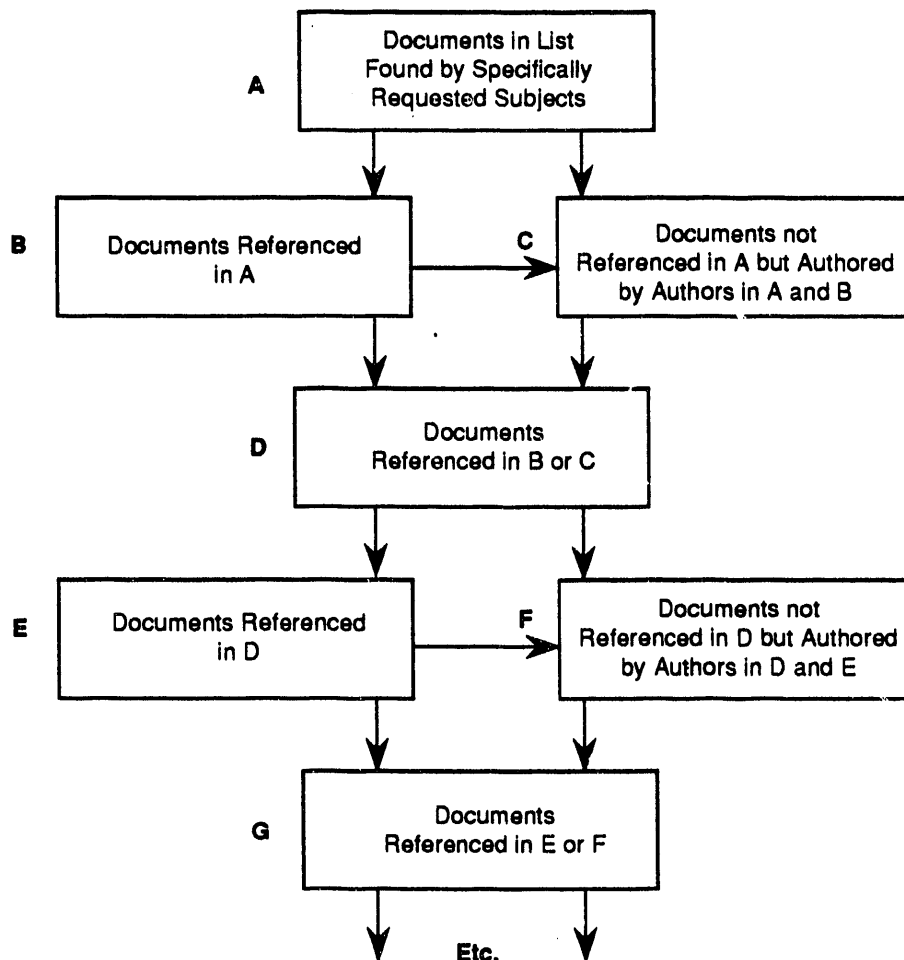 Documents in List
Found by Specifically
Requested Subjects
A
B
Documents Referenced
in A
C
Documents not
Referenced in A but Authored
by Authors in A and B
D
Documents
Referenced in B or C
E
Documents Referenced
in D
F
Documents not
Referenced in D but Authored
by Authors in D and E
G
Documents
Referenced in E or F
Etc.